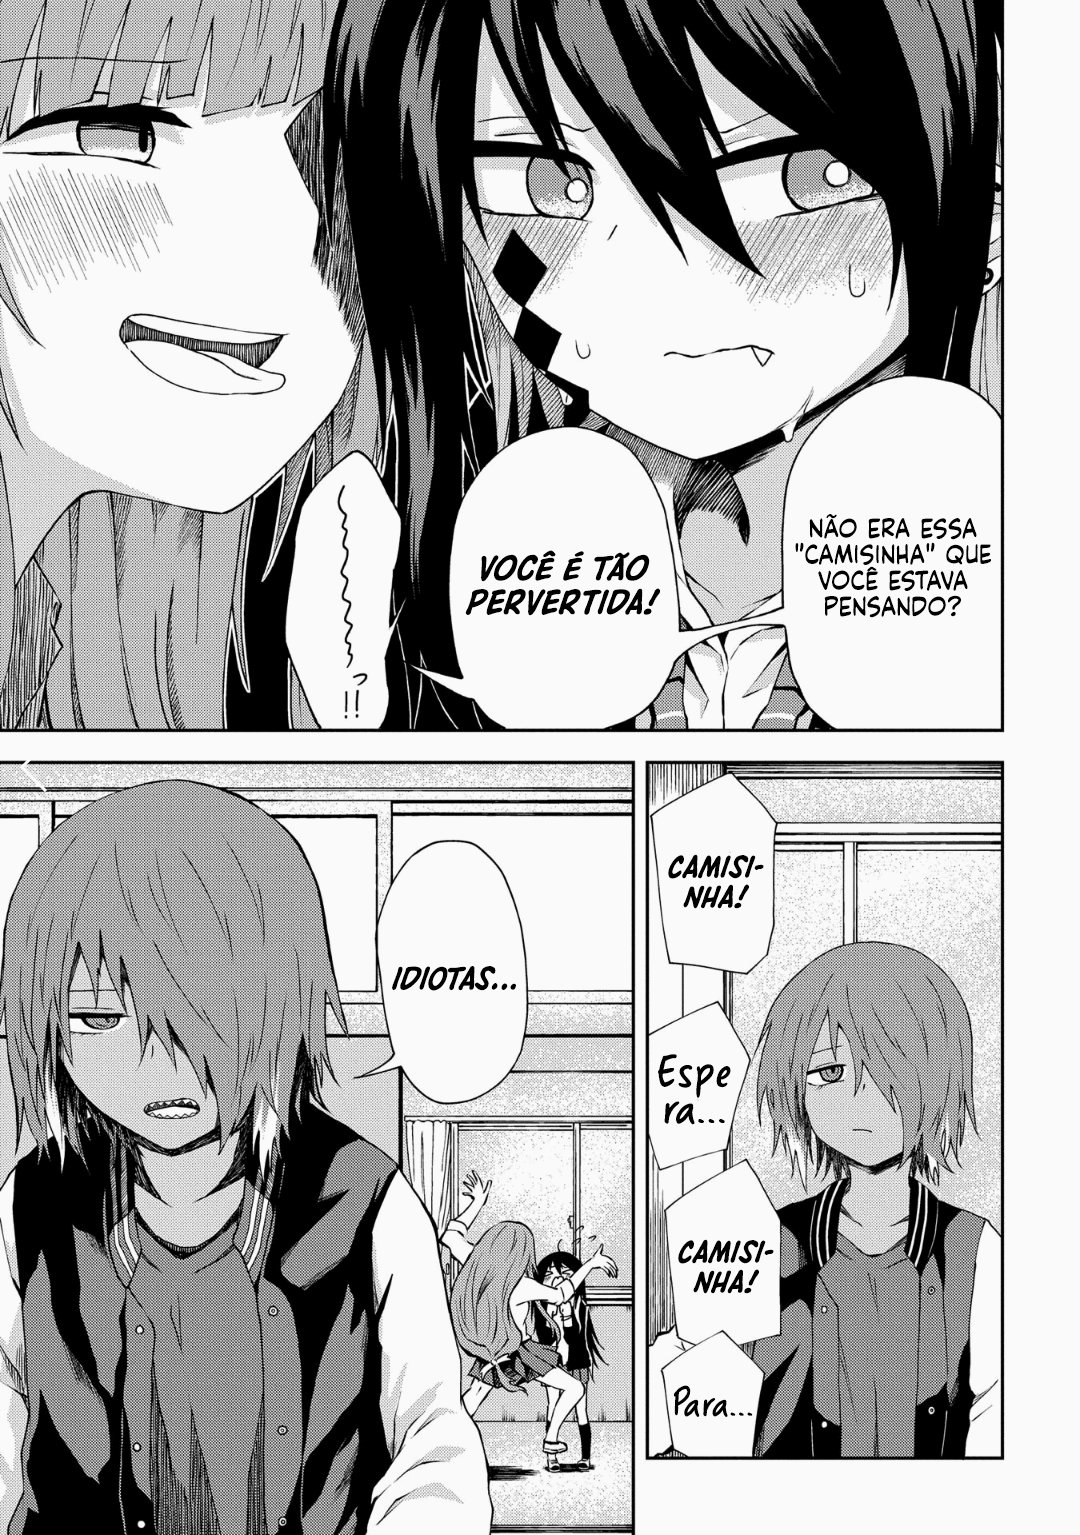 NÃO ERA ESSA
"CAMISINHA" QUE
VOCÊ ESTAVA
PENSANDO?
VOCÊ É TÃO
PERVERTIDA!
っ!!
CAMISI-
NHA!
Espe
ra...
CAMISI-
NHA!
Para...
IDIOTAS...